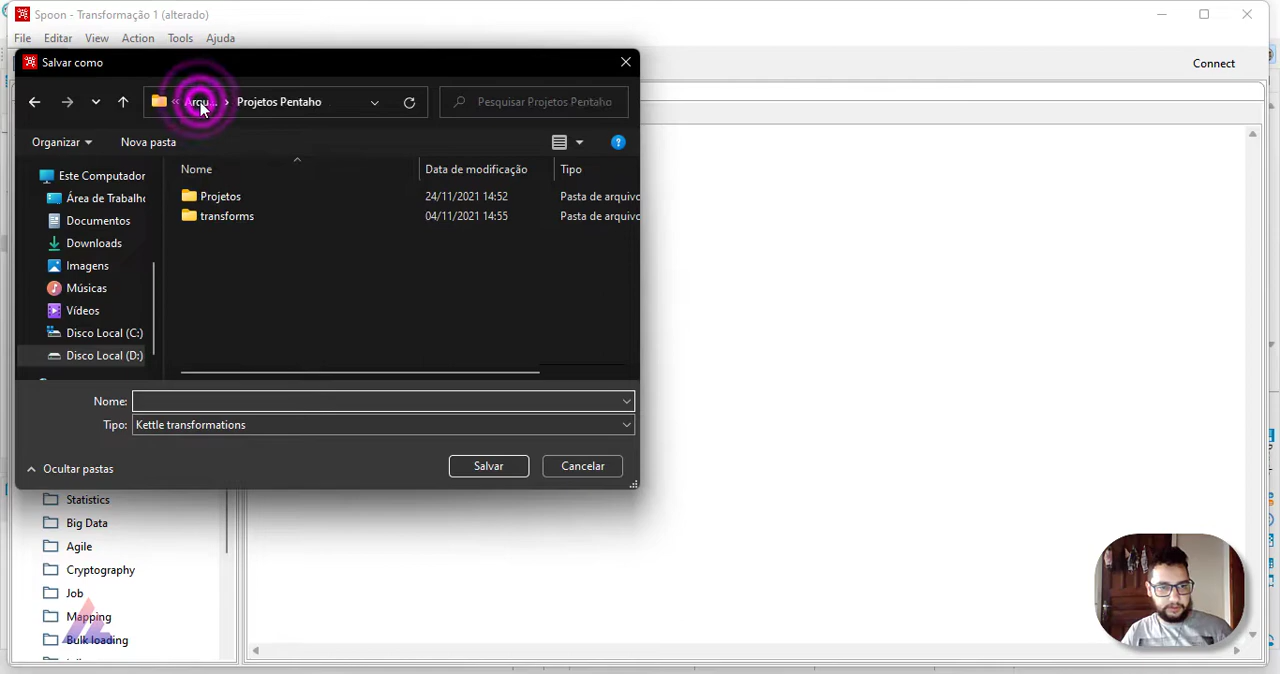 Spoon - Transformação 1 (alterado)
File Editar View Action Tools Ajuda
Salvar como
Connect
« Arqu... › Projetos Pentaho
Pesquisar Projetos Pentaho
Organizar
Nova pasta
Nome
Data de modificação
Tipo
Este Computador
Área de Trabalho
Documentos
Downloads
Imagens
Músicas
Vídeos
Disco Local (C:)
Disco Local (D:)
Projetos 24/11/2021 14:52 Pasta de arquivo
transforms 04/11/2021 14:55 Pasta de arquivo
Nome:
Tipo: Kettle transformations
Ocultar pastas
Salvar
Cancelar
Statistics
Big Data
Agile
Cryptography
Job
Mapping
Bulk loading